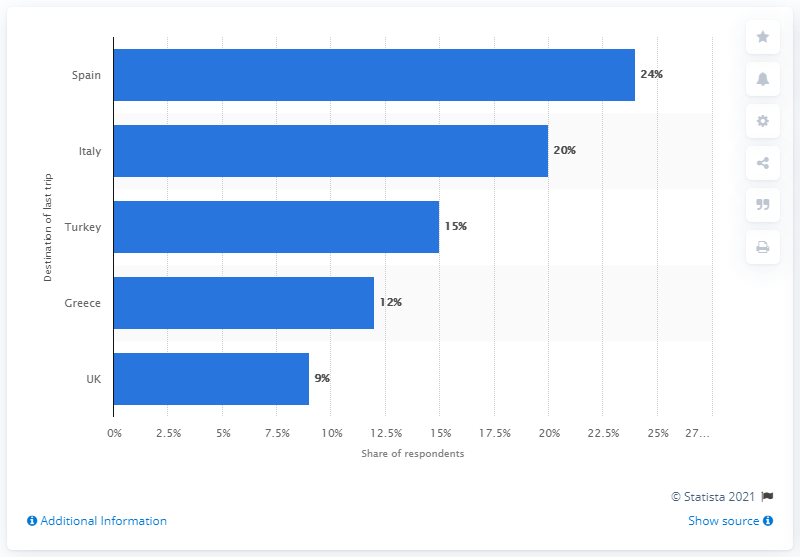 Spain
24%
Italy
20%
Turkey
15%
Greece
12%
UK
9%
Destination of last trip
0% 2.5% 5% 7.5% 10% 12.5% 15% 17.5% 20% 22.5% 25% 27...
Share of respondents
© Statista 2021
Additional Information
Show source